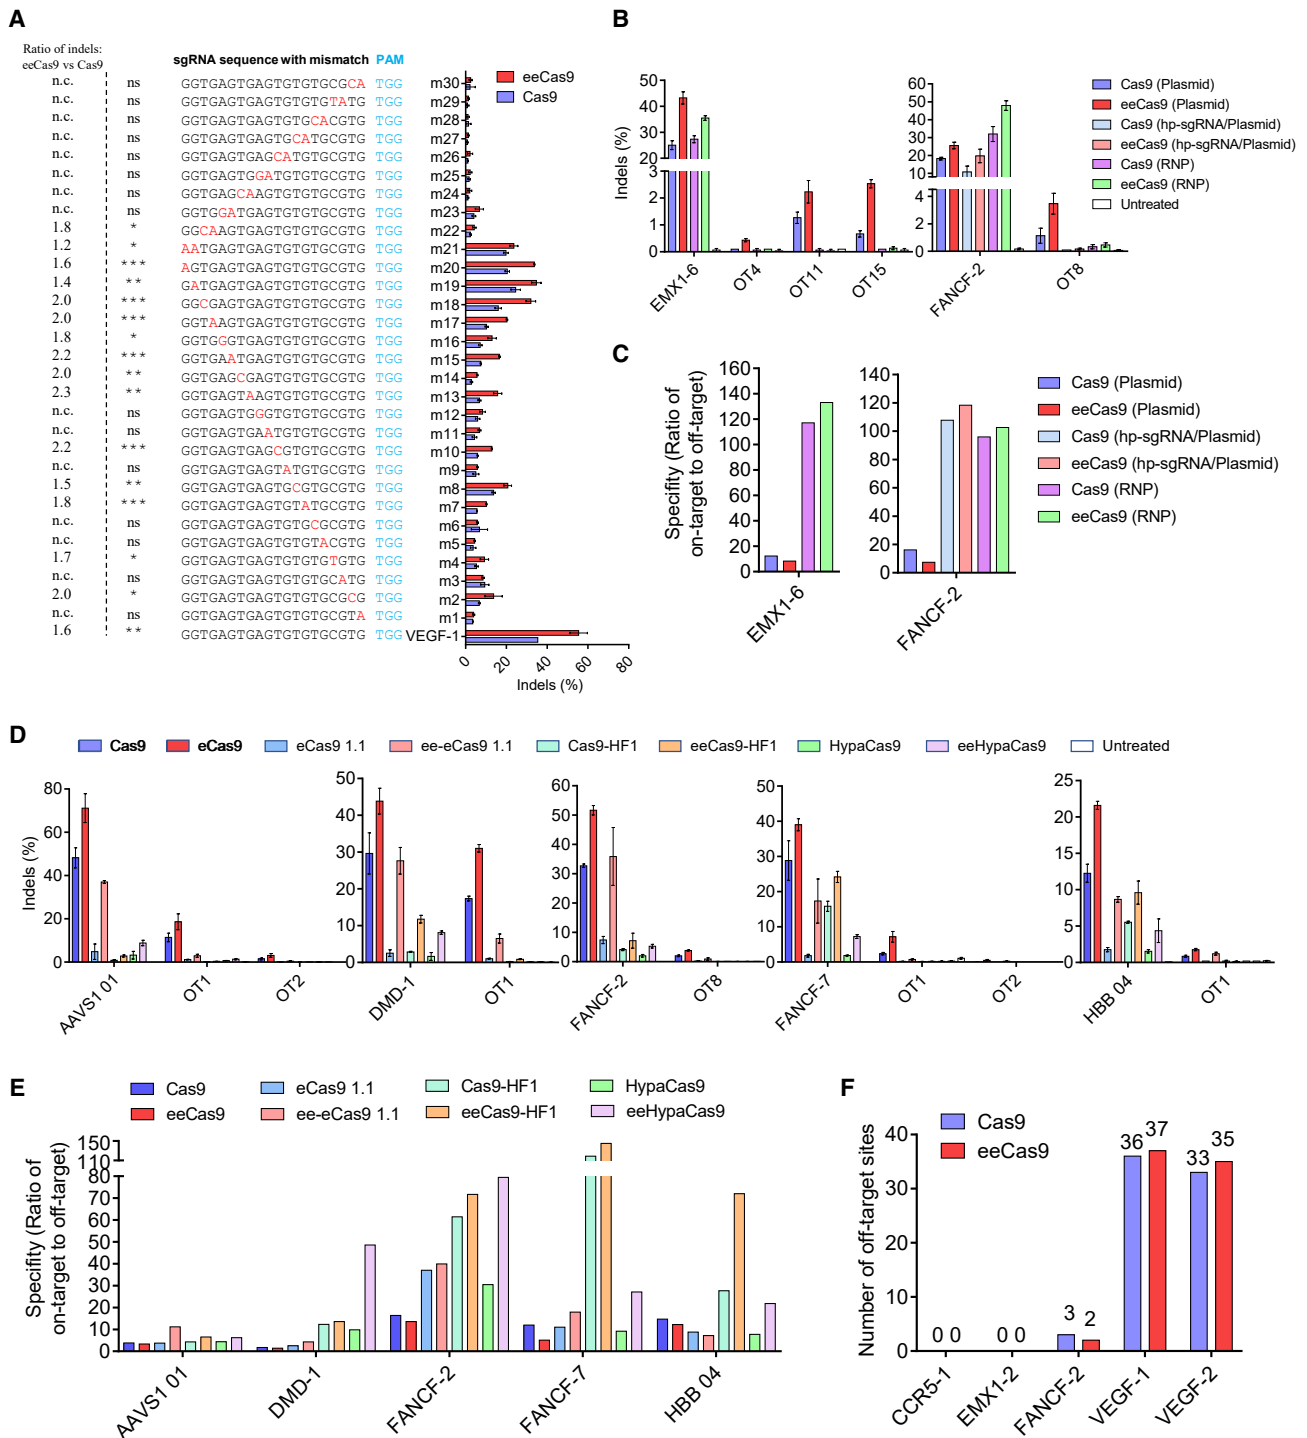 A
Ratio of indels:
eeCas9 vs Cas9
sgRNA sequence with mismatch PAM
eeCas9
Cas9
n.c. ns GGTGAGTGAGTGTGTGCGCA TGG m30
n.c. ns GGTGAGTGAGTGTGTGTATG TGG m29
n.c. ns GGTGAGTGAGTGTGCACGTG TGG m28
n.c. ns GGTGAGTGAGTGCATGCGTG TGG m27
n.c. ns GGTGAGTGAGCATGTGCGTG TGG m26
n.c. ns GGTGAGTGGATGTGTGCGTG TGG m25
n.c. ns GGTGAGCAAGTGTGTGCGTG TGG m24
n.c. ns GGTGGATGAGTGTGTGCGTG TGG m23
1.8 * GGCAAGTGAGTGTGTGCGTG TGG m22
1.2 * AATGAGTGAGTGTGTGCGTG TGG m21
1.6 *** AGTGAGTGAGTGTGTGCGTG TGG m20
1.4 ** GATGAGTGAGTGTGTGCGTG TGG m19
2.0 *** GGCGAGTGAGTGTGTGCGTG TGG m18
2.0 *** GGTAAGTGAGTGTGTGCGTG TGG m17
1.8 * GGTGGGTGAGTGTGTGCGTG TGG m16
2.2 *** GGTGAATGAGTGTGTGCGTG TGG m15
2.0 ** GGTGAGCGAGTGTGTGCGTG TGG m14
2.3 ** GGTGAGTAAGTGTGTGCGTG TGG m13
n.c. ns GGTGAGTGGGTGTGTGCGTG TGG m12
n.c. ns GGTGAGTGAATGTGTGCGTG TGG m11
2.2 *** GGTGAGTGAGCGTGTGCGTG TGG m10
n.c. ns GGTGAGTGAGTATGTGCGTG TGG m9
1.5 ** GGTGAGTGAGTGCGTGCGTG TGG m8
1.8 *** GGTGAGTGAGTGTATGCGTG TGG m7
n.c. ns GGTGAGTGAGTGTGCGCGTG TGG m6
n.c. ns GGTGAGTGAGTGTGTACGTG TGG m5
1.7 * GGTGAGTGAGTGTGTGTGTG TGG m4
n.c. ns GGTGAGTGAGTGTGTGCATG TGG m3
2.0 * GGTGAGTGAGTGTGTGCGCG TGG m2
n.c. ns GGTGAGTGAGTGTGTGCGTA TGG m1
1.6 ** GGTGAGTGAGTGTGTGCGTG TGG VEGF-1
0 20 40 60 80
Indels (%)
B
Indels (%)
50
40
30
20
3
2
1
0
EMX1-6 OT4 OT11 OT15
60
50
40
30
20
10
4
2
0
FANCF-2 OT8
Cas9 (Plasmid)
eeCas9 (Plasmid)
Cas9 (hp-sgRNA/Plasmid)
eeCas9 (hp-sgRNA/Plasmid)
Cas9 (RNP)
eeCas9 (RNP)
Untreated
C
Specifity (Ratio of
on-target to off-target)
160
140
120
100
80
60
40
20
0
EMX1-6
140
120
100
80
60
40
20
0
FANCF-2
Cas9 (Plasmid)
eeCas9 (Plasmid)
Cas9 (hp-sgRNA/Plasmid)
eeCas9 (hp-sgRNA/Plasmid)
Cas9 (RNP)
eeCas9 (RNP)
D
Cas9 eCas9 eCas9 1.1 ee-eCas9 1.1 Cas9-HF1 eeCas9-HF1 HypaCas9 eeHypaCas9 Untreated
Indels (%)
80
60
40
20
0
AAVS1 01 OT1 OT2
50
40
30
20
10
0
DMD-1 OT1
60
50
40
30
20
10
0
FANCF-2 OT8
50
40
30
20
10
0
FANCF-7 OT1 OT2
25
20
15
10
5
0
HBB 04 OT1
E
Cas9 eCas9 1.1 Cas9-HF1 HypaCas9
eeCas9 ee-eCas9 1.1 eeCas9-HF1 eeHypaCas9
Specifity (Ratio of
on-target to off-target)
150
110
80
70
60
50
40
30
20
10
0
AAVS1 01 DMD-1 FANCF-2 FANCF-7 HBB 04
F
Cas9
eeCas9
Number of off-target sites
40
30
20
10
0
0 0 0 0 3 2 36 37 33 35
CCR5-1 EMX1-2 FANCF-2 VEGF-1 VEGF-2